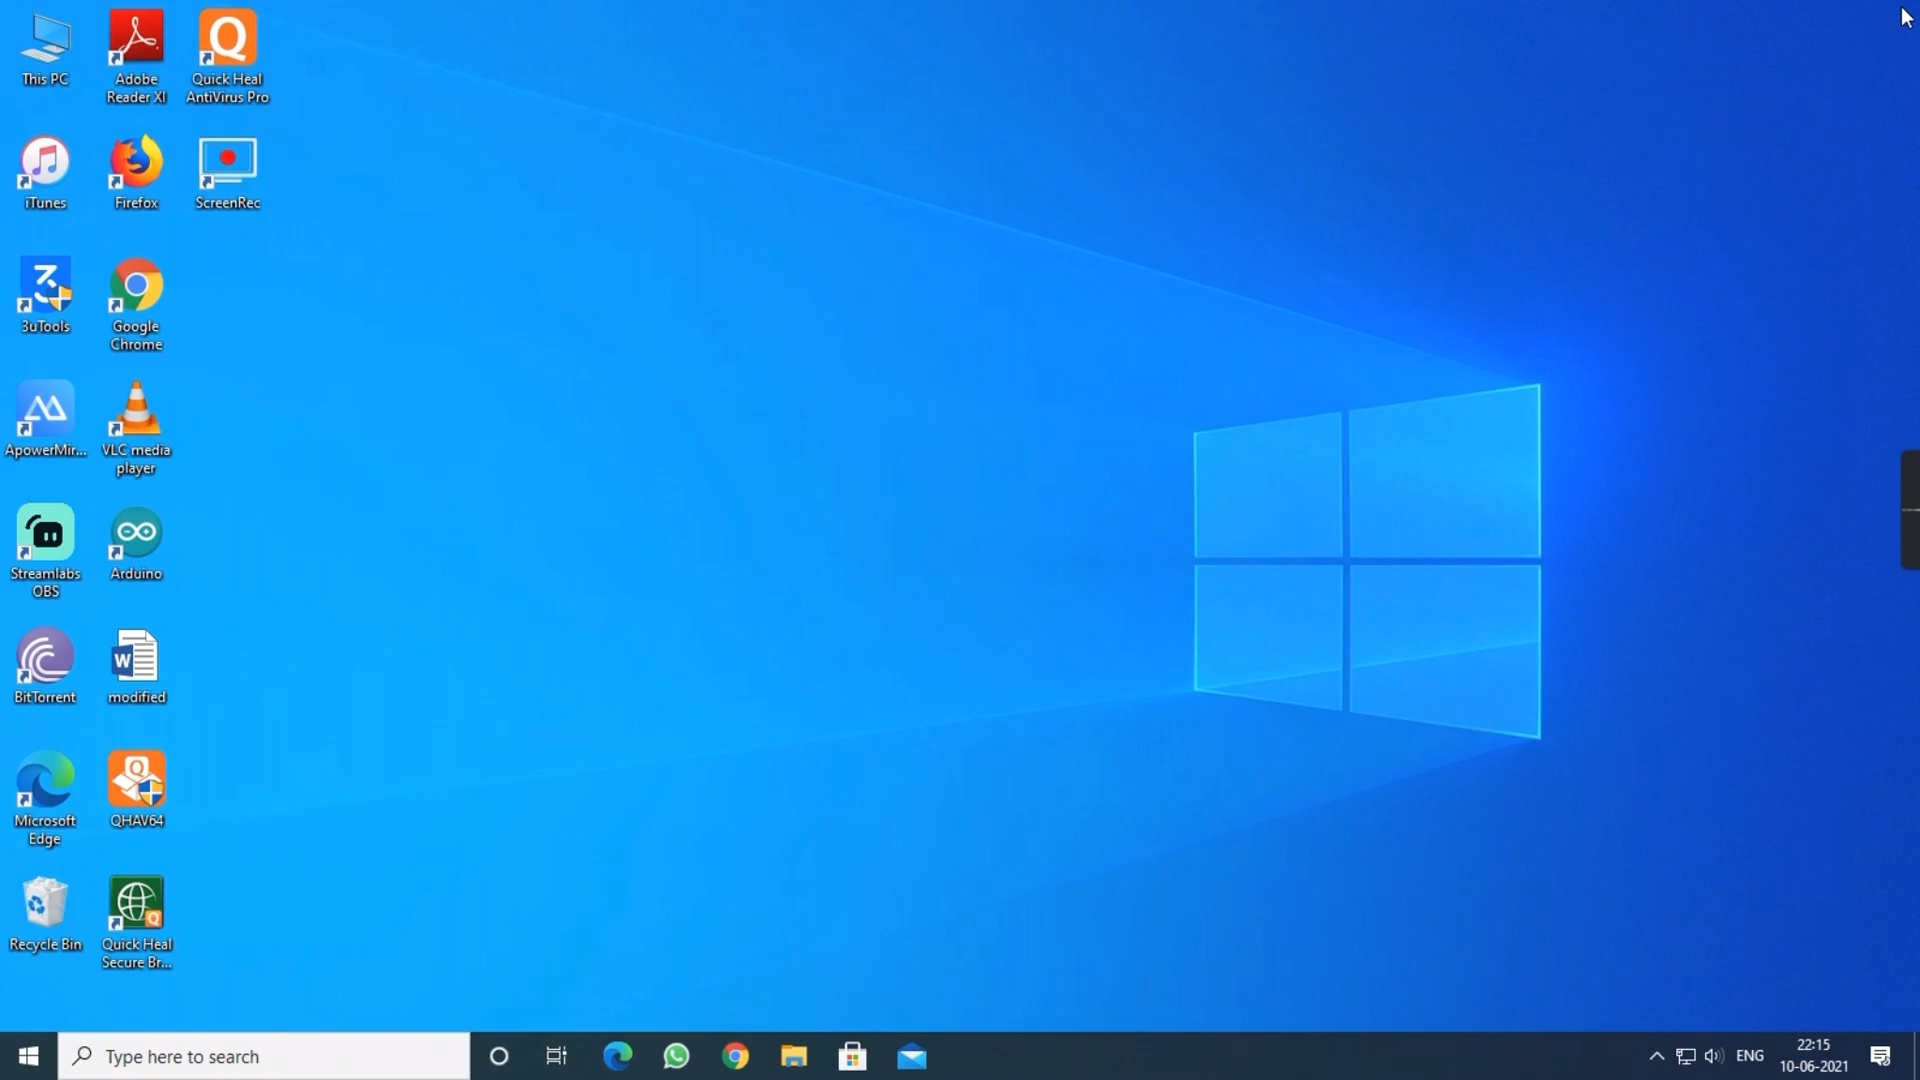 This PC
Adobe
Reader XI
Quick Heal
AntiVirus Pro
iTunes
Firefox
ScreenRec
3uTools
Google
Chrome
ApowerMir...
VLC media
player
Streamlabs
OBS
Arduino
BitTorrent
modified
Microsoft
Edge
QHAV64
Recycle Bin
Quick Heal
Secure Br...
Type here to search
ENG
22:15
10-06-2021